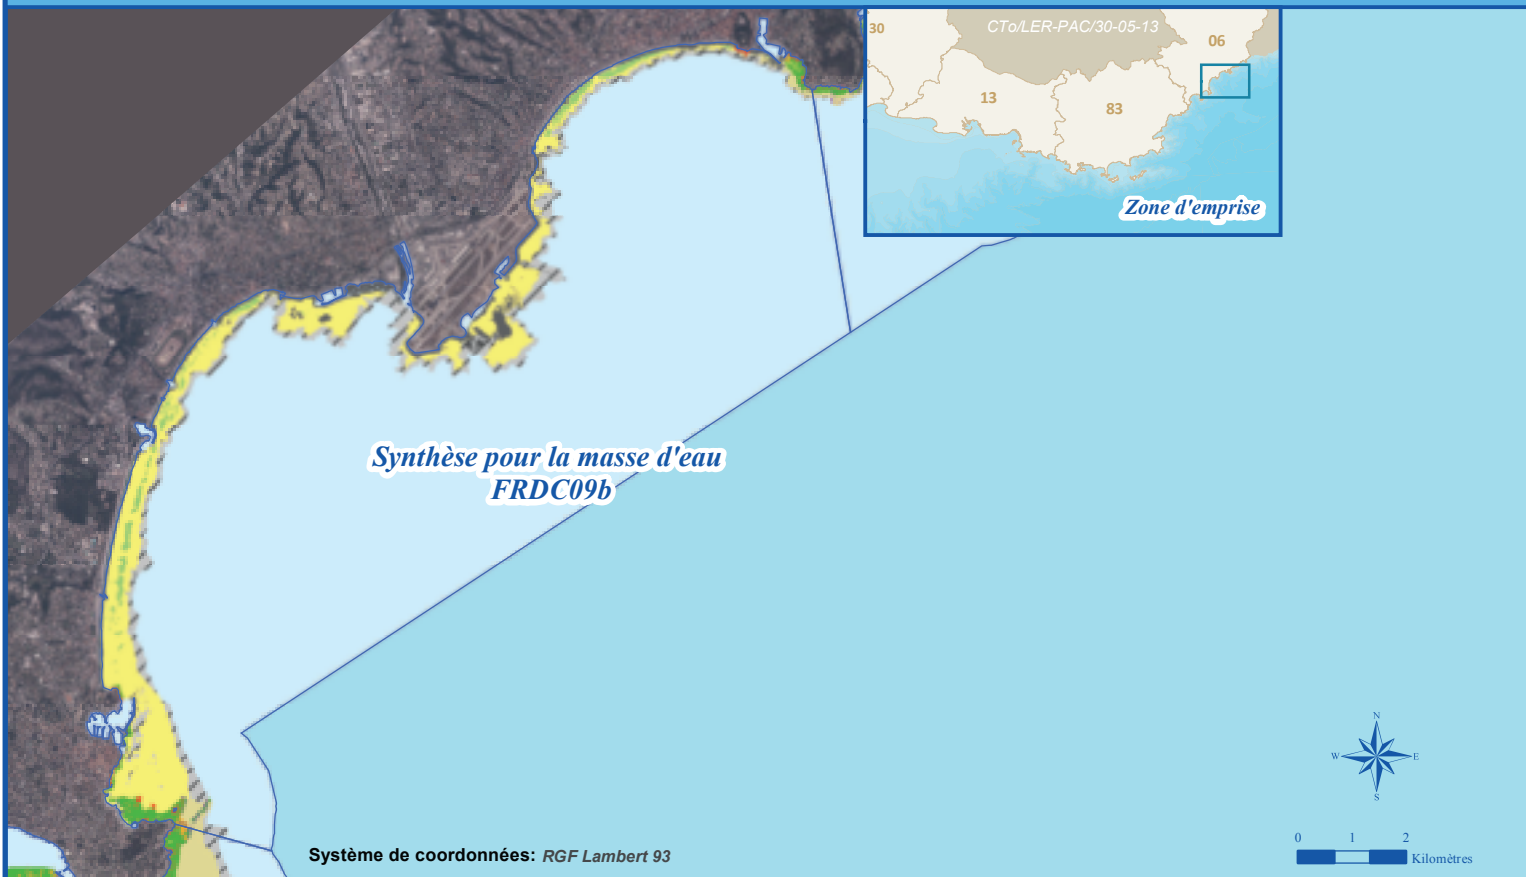 CTo/LER-PAC/30-05-13
30
06
13
83
Zone d'emprise
Synthèse pour la masse d'eau
FRDC09b
N
W
E
S
Système de coordonnées: RGF Lambert 93
0 1 2
Kilomètres